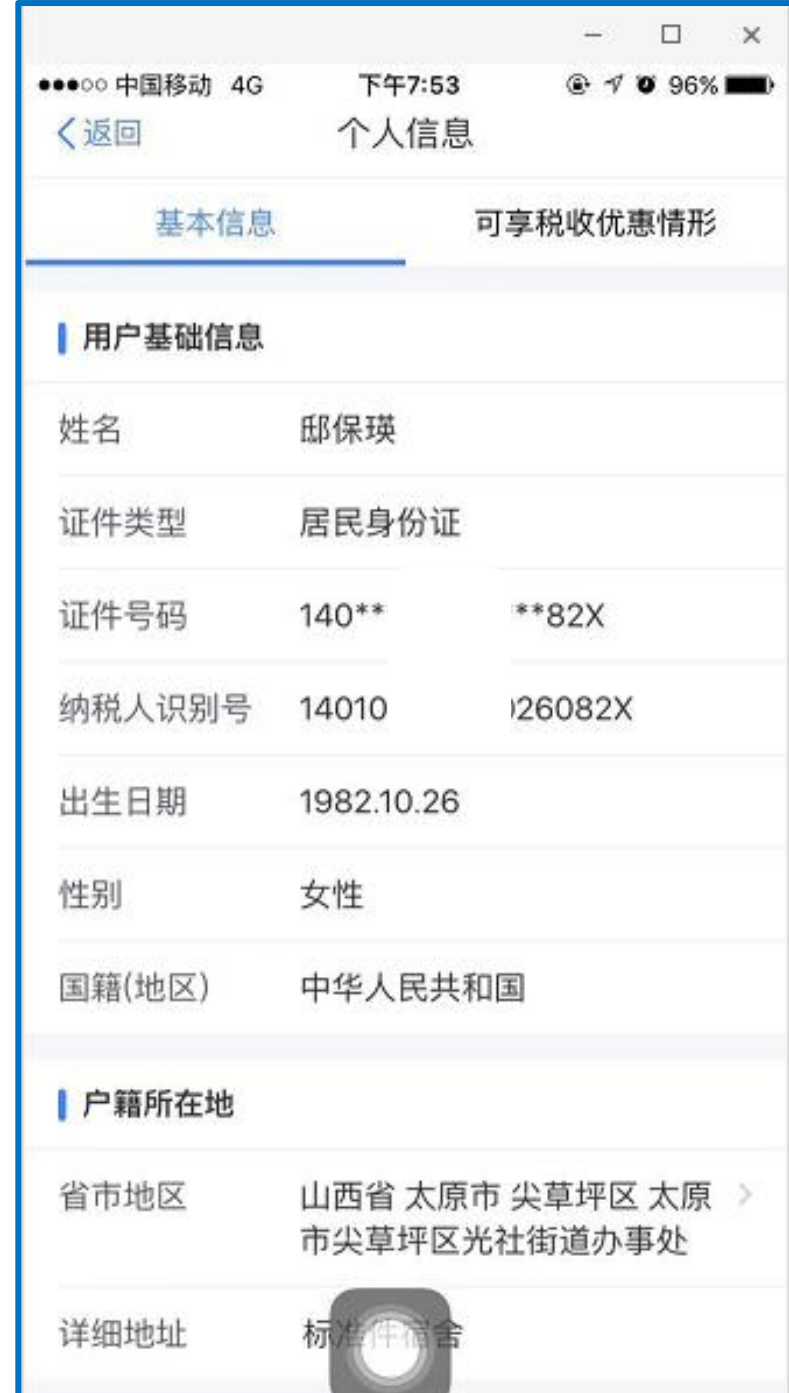 中国移动 4G 下午7:53 96%
返回 个人信息
基本信息 可享税收优惠情形
用户基础信息
姓名 邸保瑛
证件类型 居民身份证
证件号码 140** **82X
纳税人识别号 14010 026082X
出生日期 1982.10.26
性别 女性
国籍(地区) 中华人民共和国
户籍所在地
省市地区 山西省 太原市 尖草坪区 太原
市尖草坪区光社街道办事处
详细地址 标准件宿舍